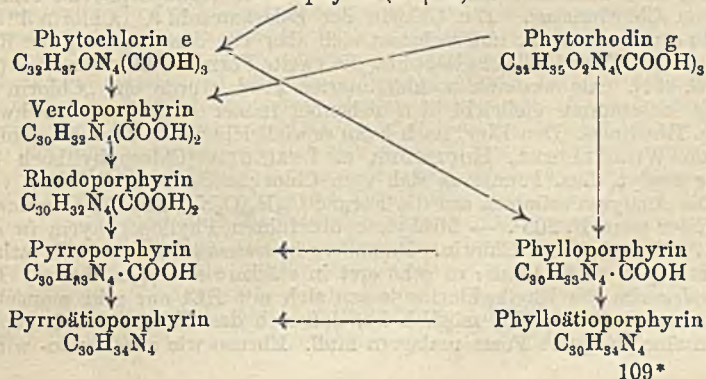 Phytochlorin e Phytorhodin g
C₃₂H₃₇ON₄(COOH)₃ C₃₁H₃₅O₂N₄(COOH)₃
Verdoporphyrin
C₃₀H₃₂N₄(COOH)₂
Rhodoporphyrin
C₃₀H₃₂N₄(COOH)₂
Pyrroporphyrin Phylloporphyrin
C₃₀H₃₃N₄·COOH C₃₀H₃₃N₄·COOH
Pyrroätioporphyrin Phylloätioporphyrin
C₃₀H₃₄N₄ C₃₀H₃₄N₄
109*